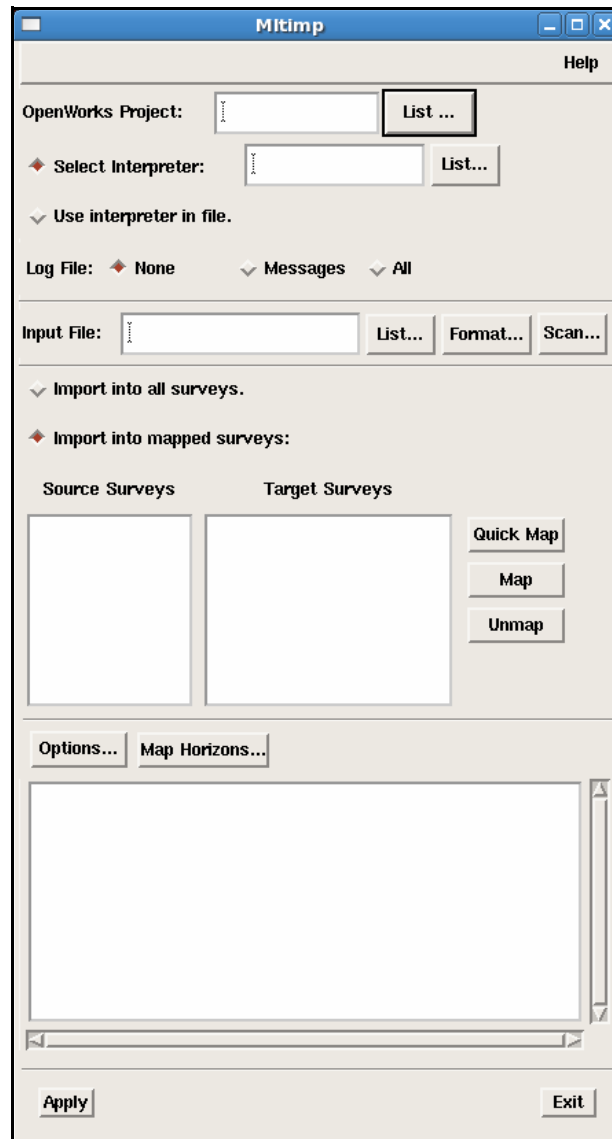 Mltimp
Help
OpenWorks Project: List ...
Select Interpreter: List...
Use interpreter in file.
Log File: None Messages All
Input File: List... Format... Scan...
Import into all surveys.
Import into mapped surveys:
Source Surveys Target Surveys
Quick Map
Map
Unmap
Options... Map Horizons...
Apply Exit